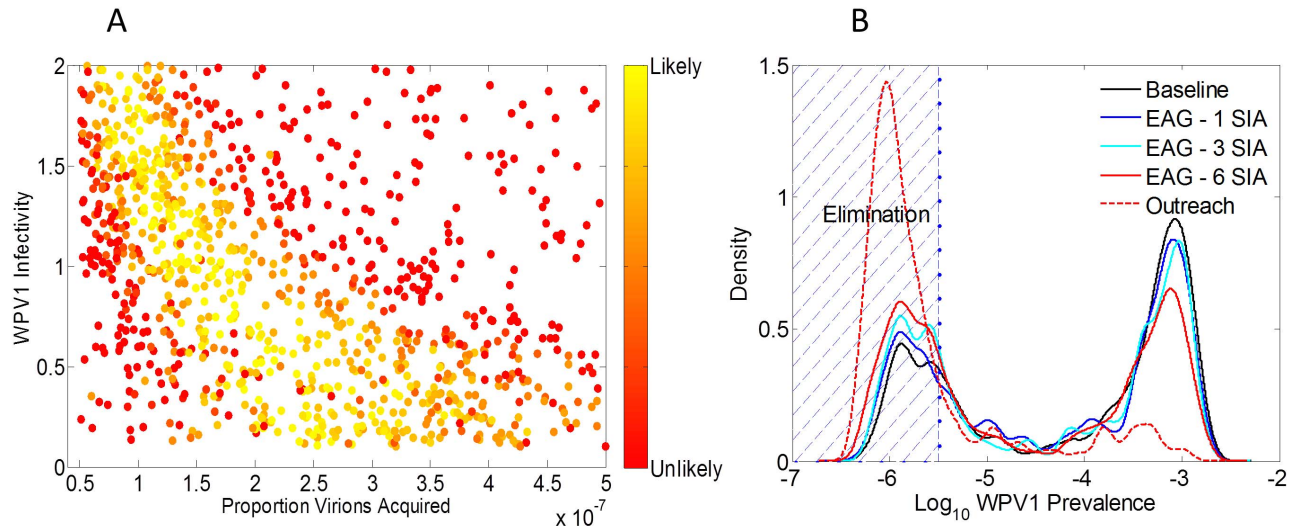 A
B
2
1.5
1
0.5
0
WPV1 Infectivity
0.5
1
1.5
2
2.5
3
3.5
4
4.5
5
x 10-7
Proportion Virions Acquired
Likely
Unlikely
1.5
1
0.5
0
Density
Elimination
Baseline
EAG - 1 SIA
EAG - 3 SIA
EAG - 6 SIA
Outreach
-7
-6
-5
-4
-3
-2
Log10 WPV1 Prevalence